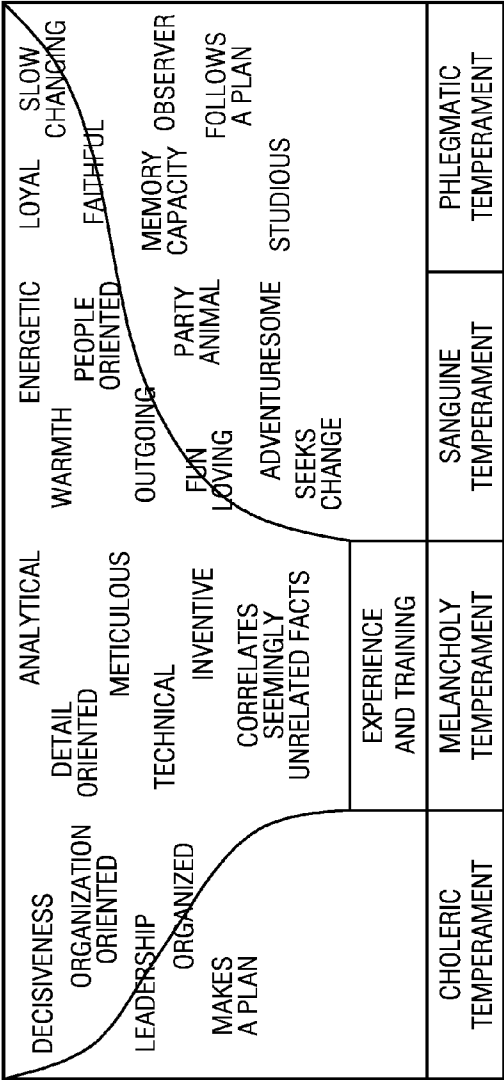 DECISIVENESS
ORGANIZATION
ORIENTED
LEADERSHIP
ORGANIZED
MAKES
A PLAN
CHOLERIC
TEMPERAMENT
ANALYTICAL
DETAIL
ORIENTED
METICULOUS
TECHNICAL
INVENTIVE
CORRELATES
SEEMINGLY
UNRELATED FACTS
EXPERIENCE
AND TRAINING
MELANCHOLY
TEMPERAMENT
ENERGETIC
WARMTH
PEOPLE
ORIENTED
OUTGOING
PARTY
ANIMAL
FUN
LOVING
ADVENTURESOME
SEEKS
CHANGE
SANGUINE
TEMPERAMENT
SLOW
CHANGING
LOYAL
FAITHFUL
OBSERVER
MEMORY
CAPACITY
FOLLOWS
A PLAN
STUDIOUS
PHLEGMATIC
TEMPERAMENT